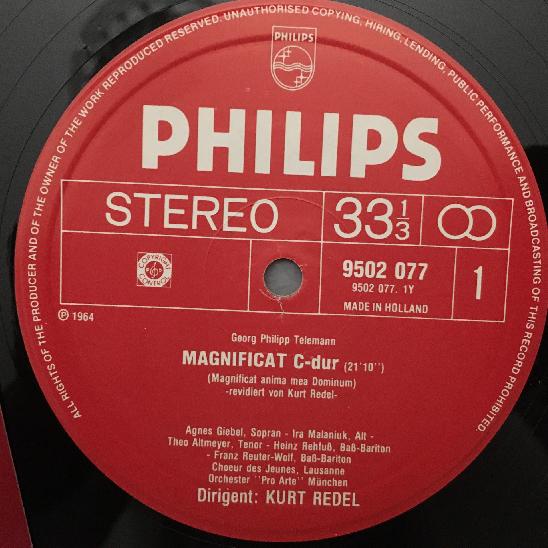 ALL RIGHTS OF THE PRODUCER AND OF THE OWNER OF THE WORK REPRODUCED RESERVED. UNAUTHORISED COPYING, HIRING, LENDING, PUBLIC PERFORMANCE AND BROADCASTING OF THIS RECORD PROHIBITED
PHILIPS
PHILIPS
STEREO 33 1/3
COPYRIGHT
9502 077 1
9502 077. 1Y
MADE IN HOLLAND
℗ 1964
Georg Philipp Telemann
MAGNIFICAT C-dur (21'10'')
(Magnificat anima mea Dominum)
-revidiert von Kurt Redel-
Agnes Giebel, Sopran - Ira Malaniuk, Alt -
Theo Altmeyer, Tenor - Heinz Rehfuß, Baß-Bariton
- Franz Reuter-Wolf, Baß-Bariton
Choeur des Jeunes, Lausanne
Orchester ''Pro Arte'' München
Dirigent: KURT REDEL